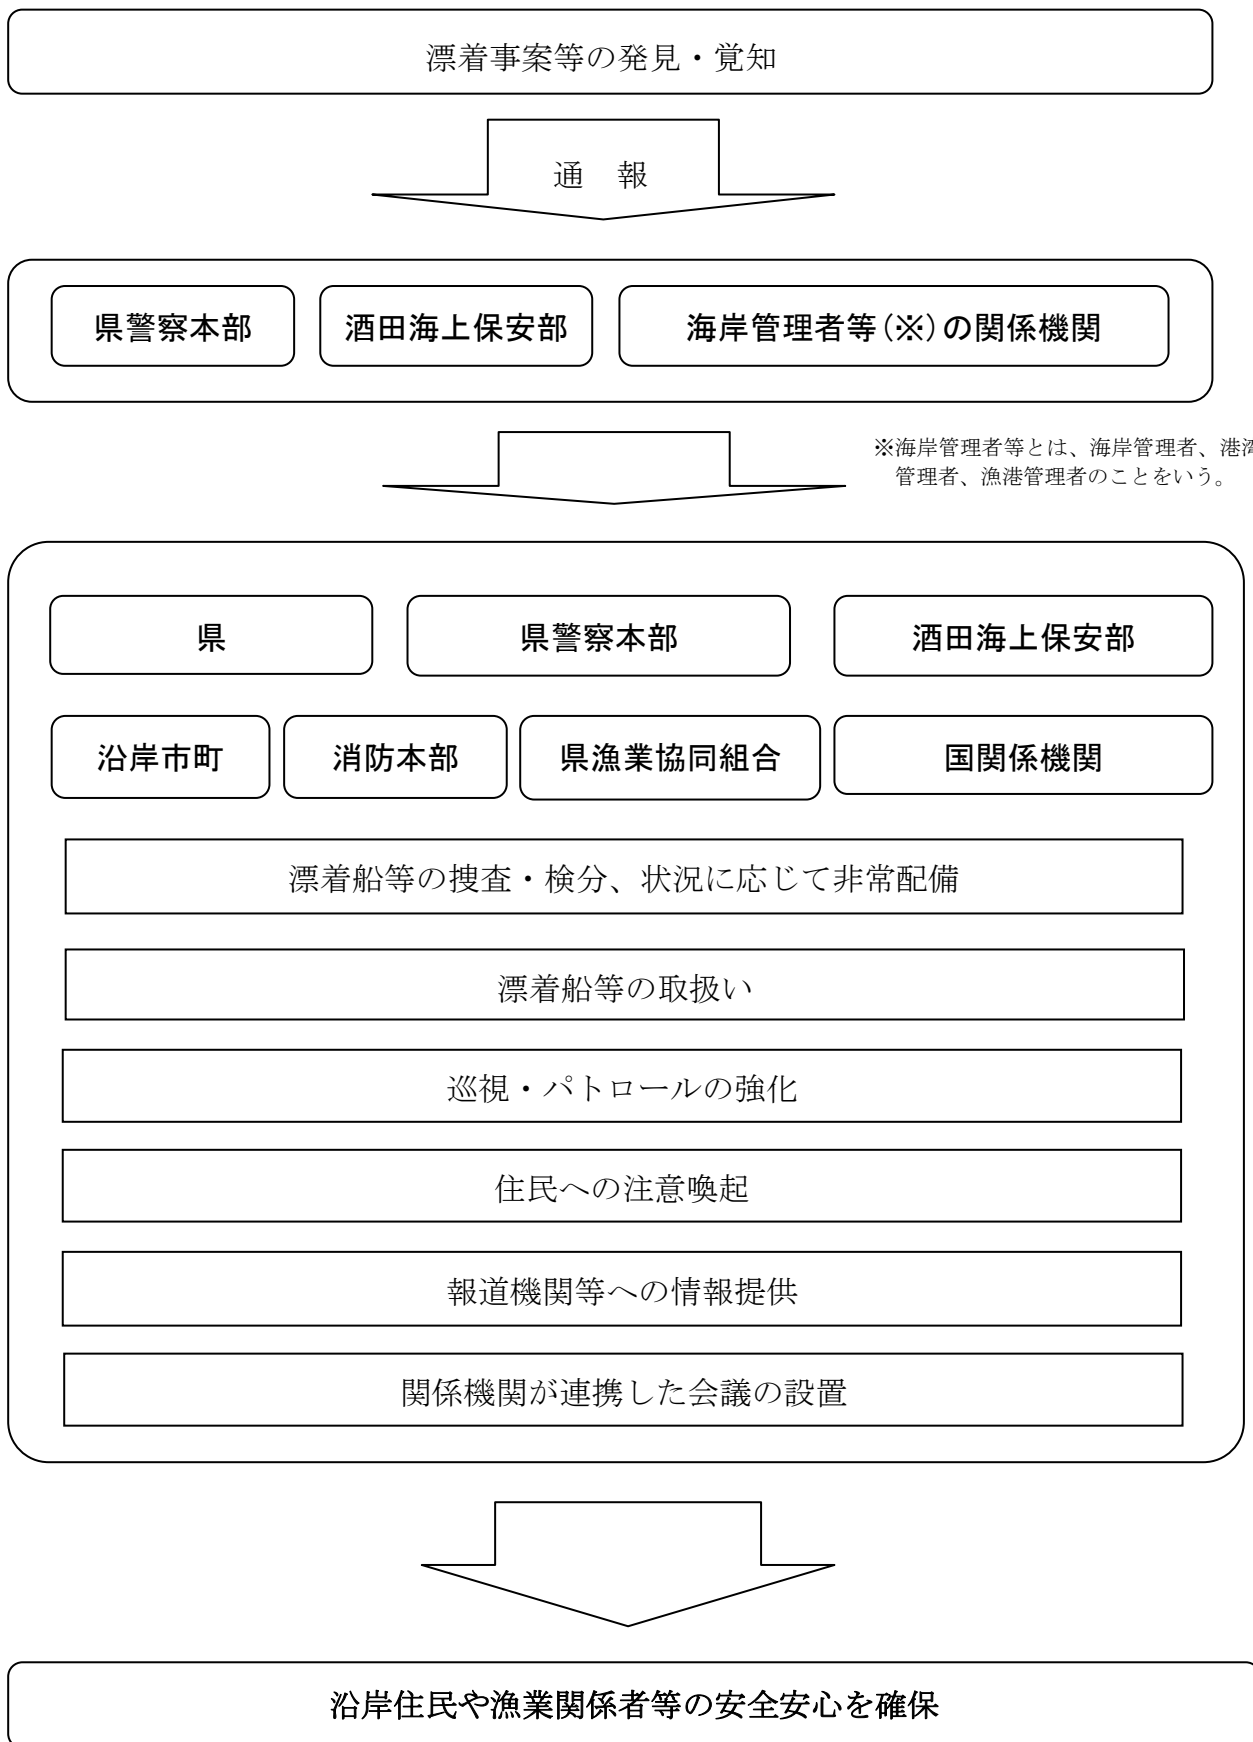 漂着事案等の発見・覚知
通 報
県警察本部 酒田海上保安部 海岸管理者等(※)の関係機関
※海岸管理者等とは、海岸管理者、港湾
管理者、漁港管理者のことをいう。
県 県警察本部 酒田海上保安部
沿岸市町 消防本部 県漁業協同組合 国関係機関
漂着船等の捜査・検分、状況に応じて非常配備
漂着船等の取扱い
巡視・パトロールの強化
住民への注意喚起
報道機関等への情報提供
関係機関が連携した会議の設置
沿岸住民や漁業関係者等の安全安心を確保